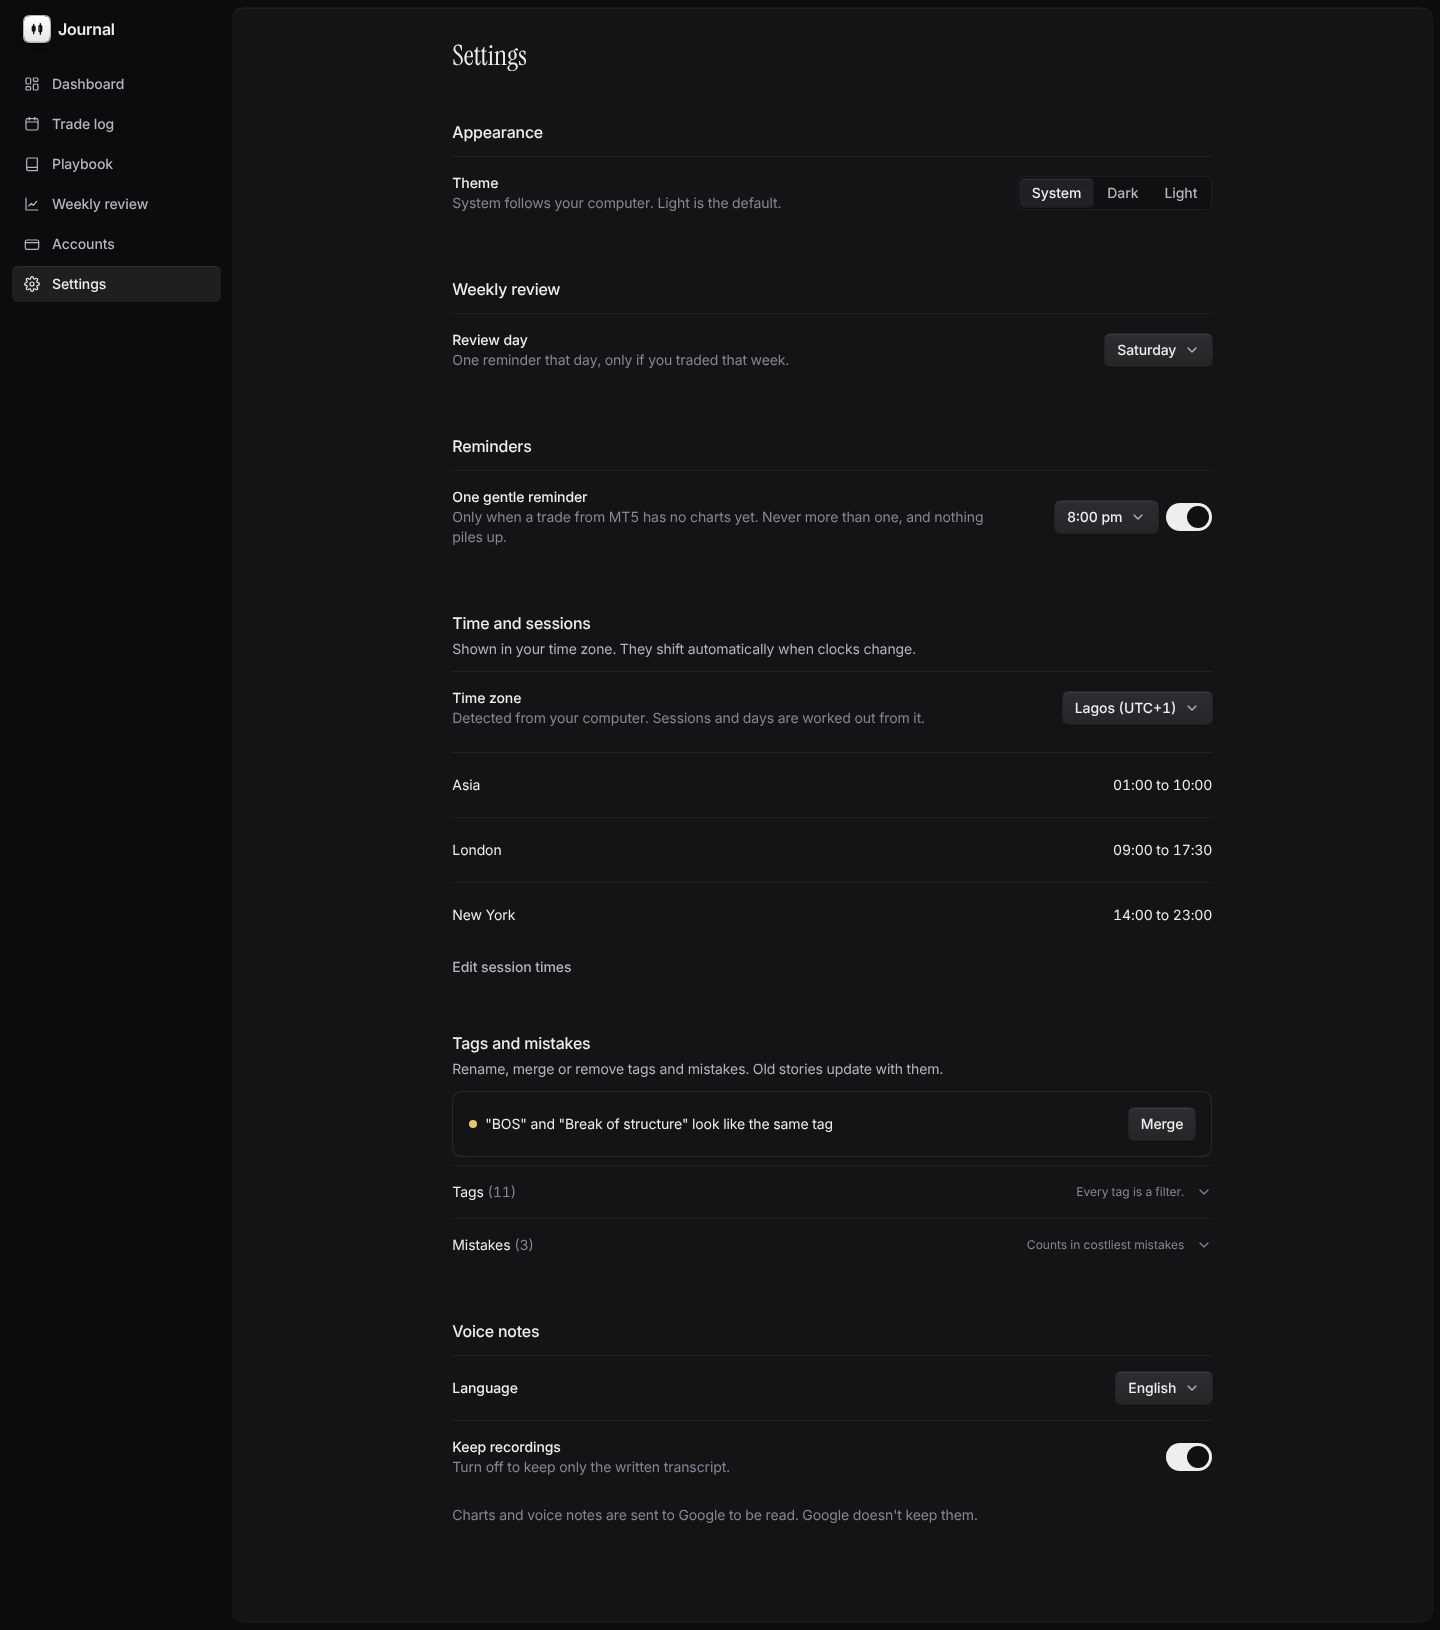 Journal
Dashboard
Trade log
Playbook
Weekly review
Accounts
Settings
Settings
Appearance
Theme
System follows your computer. Light is the default.
System Dark Light
Weekly review
Review day
One reminder that day, only if you traded that week.
Saturday
Reminders
One gentle reminder
Only when a trade from MT5 has no charts yet. Never more than one, and nothing
piles up.
8:00 pm
Time and sessions
Shown in your time zone. They shift automatically when clocks change.
Time zone
Detected from your computer. Sessions and days are worked out from it.
Lagos (UTC+1)
Asia 01:00 to 10:00
London 09:00 to 17:30
New York 14:00 to 23:00
Edit session times
Tags and mistakes
Rename, merge or remove tags and mistakes. Old stories update with them.
"BOS" and "Break of structure" look like the same tag Merge
Tags (11) Every tag is a filter.
Mistakes (3) Counts in costliest mistakes
Voice notes
Language English
Keep recordings
Turn off to keep only the written transcript.
Charts and voice notes are sent to Google to be read. Google doesn't keep them.